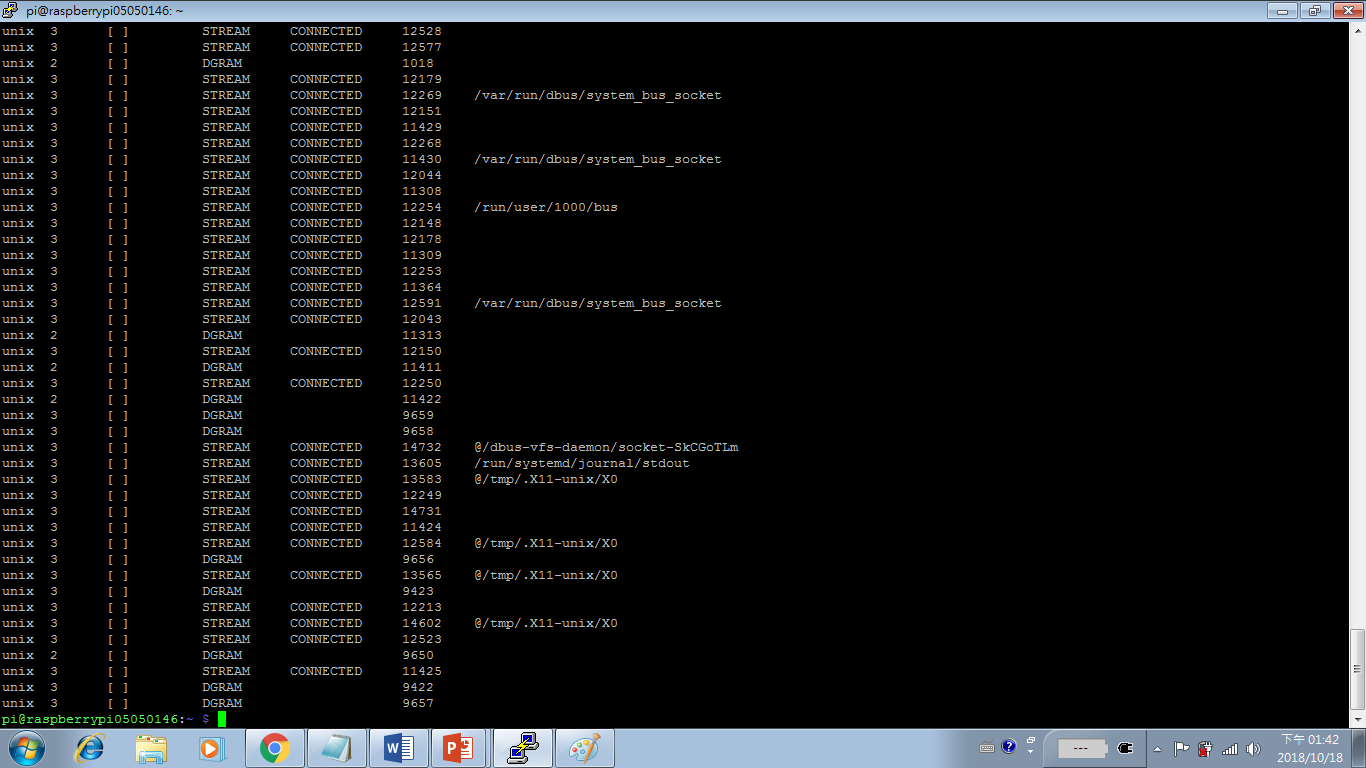 pi@raspberrypi05050146: ~
unix 3 [ ] STREAM CONNECTED 12528
unix 3 [ ] STREAM CONNECTED 12577
unix 2 [ ] DGRAM 1018
unix 3 [ ] STREAM CONNECTED 12179
unix 3 [ ] STREAM CONNECTED 12269 /var/run/dbus/system_bus_socket
unix 3 [ ] STREAM CONNECTED 12151
unix 3 [ ] STREAM CONNECTED 11429
unix 3 [ ] STREAM CONNECTED 12268
unix 3 [ ] STREAM CONNECTED 11430 /var/run/dbus/system_bus_socket
unix 3 [ ] STREAM CONNECTED 12044
unix 3 [ ] STREAM CONNECTED 11308
unix 3 [ ] STREAM CONNECTED 12254 /run/user/1000/bus
unix 3 [ ] STREAM CONNECTED 12148
unix 3 [ ] STREAM CONNECTED 12178
unix 3 [ ] STREAM CONNECTED 11309
unix 3 [ ] STREAM CONNECTED 12253
unix 3 [ ] STREAM CONNECTED 11364
unix 3 [ ] STREAM CONNECTED 12591 /var/run/dbus/system_bus_socket
unix 3 [ ] STREAM CONNECTED 12043
unix 2 [ ] DGRAM 11313
unix 3 [ ] STREAM CONNECTED 12150
unix 2 [ ] DGRAM 11411
unix 3 [ ] STREAM CONNECTED 12250
unix 2 [ ] DGRAM 11422
unix 3 [ ] DGRAM 9659
unix 3 [ ] DGRAM 9658
unix 3 [ ] STREAM CONNECTED 14732 @/dbus-vfs-daemon/socket-SkCGoTLm
unix 3 [ ] STREAM CONNECTED 13605 /run/systemd/journal/stdout
unix 3 [ ] STREAM CONNECTED 13583 @/tmp/.X11-unix/X0
unix 3 [ ] STREAM CONNECTED 12249
unix 3 [ ] STREAM CONNECTED 14731
unix 3 [ ] STREAM CONNECTED 11424
unix 3 [ ] STREAM CONNECTED 12584 @/tmp/.X11-unix/X0
unix 3 [ ] DGRAM 9656
unix 3 [ ] STREAM CONNECTED 13565 @/tmp/.X11-unix/X0
unix 3 [ ] DGRAM 9423
unix 3 [ ] STREAM CONNECTED 12213
unix 3 [ ] STREAM CONNECTED 14602 @/tmp/.X11-unix/X0
unix 3 [ ] STREAM CONNECTED 12523
unix 2 [ ] DGRAM 9650
unix 3 [ ] STREAM CONNECTED 11425
unix 3 [ ] DGRAM 9422
unix 3 [ ] DGRAM 9657
pi@raspberrypi05050146:~ $
---
下午 01:42
2018/10/18